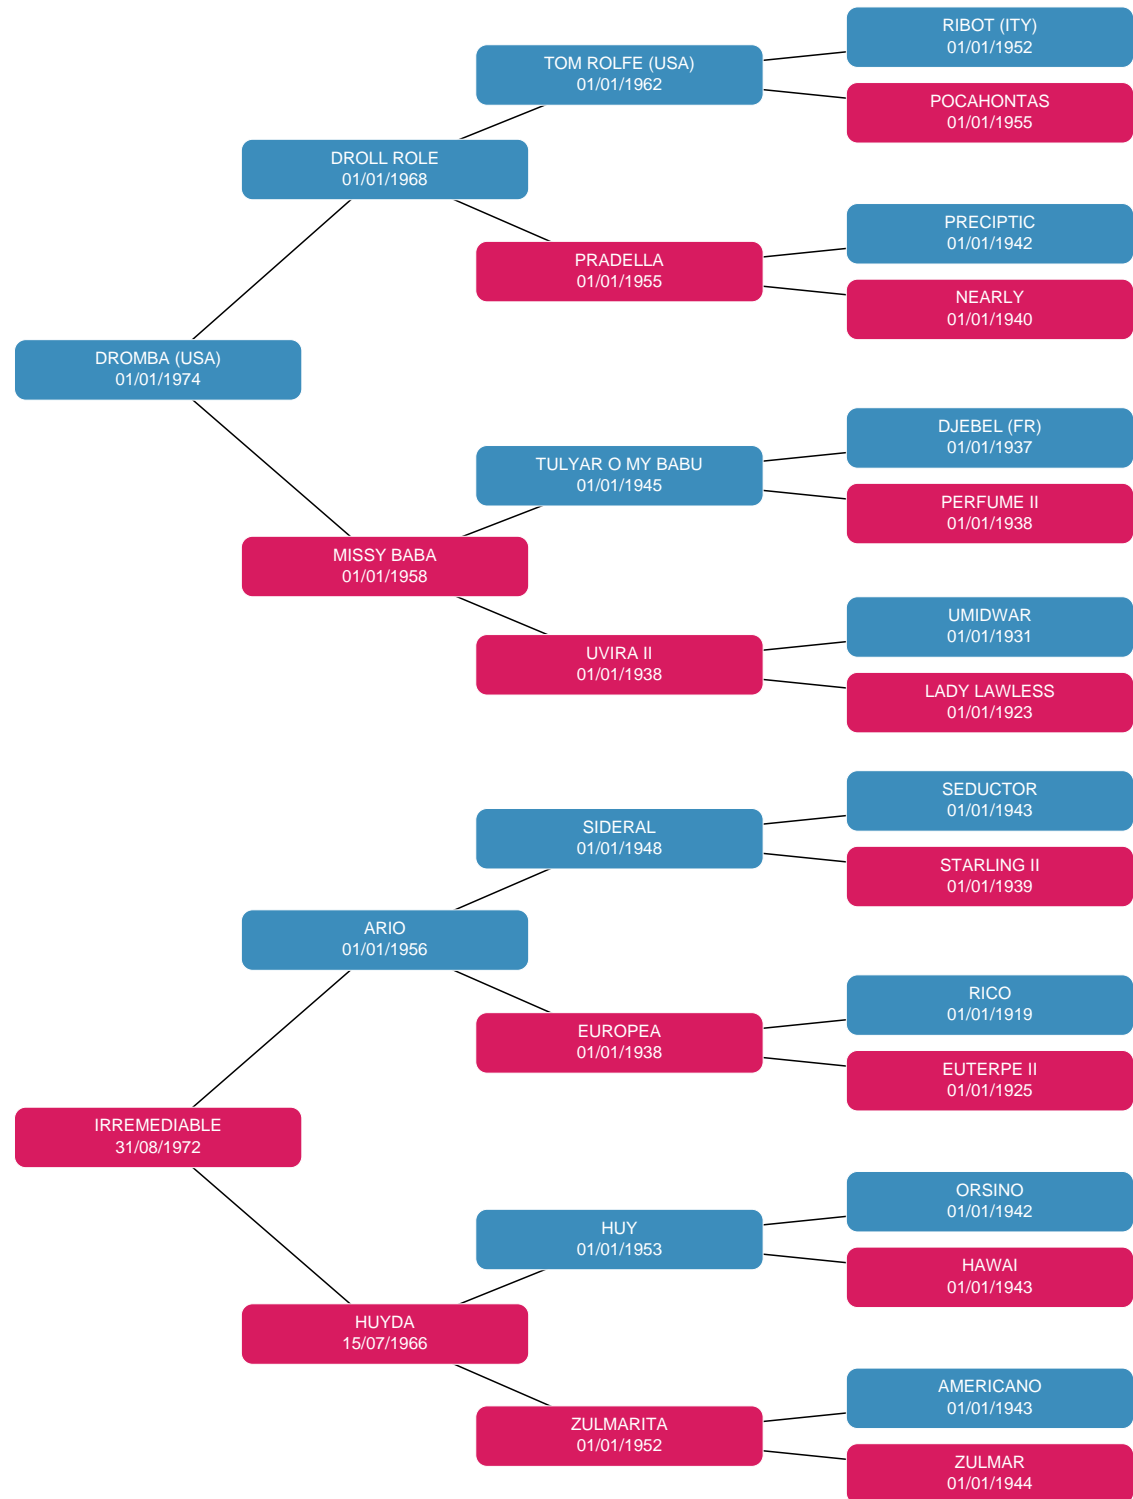 RIBOT (ITY)
01/01/1952
TOM ROLFE (USA)
01/01/1962
POCAHONTAS
01/01/1955
DROLL ROLE
01/01/1968
PRECIPTIC
01/01/1942
PRADELLA
01/01/1955
NEARLY
01/01/1940
DROMBA (USA)
01/01/1974
DJEBEL (FR)
01/01/1937
TULYAR O MY BABU
01/01/1945
PERFUME II
01/01/1938
MISSY BABA
01/01/1958
UMIDWAR
01/01/1931
UVIRA II
01/01/1938
LADY LAWLESS
01/01/1923
SEDUCTOR
01/01/1943
SIDERAL
01/01/1948
STARLING II
01/01/1939
ARIO
01/01/1956
RICO
01/01/1919
EUROPEA
01/01/1938
EUTERPE II
01/01/1925
IRREMEDIABLE
31/08/1972
ORSINO
01/01/1942
HUY
01/01/1953
HAWAI
01/01/1943
HUYDA
15/07/1966
AMERICANO
01/01/1943
ZULMARITA
01/01/1952
ZULMAR
01/01/1944